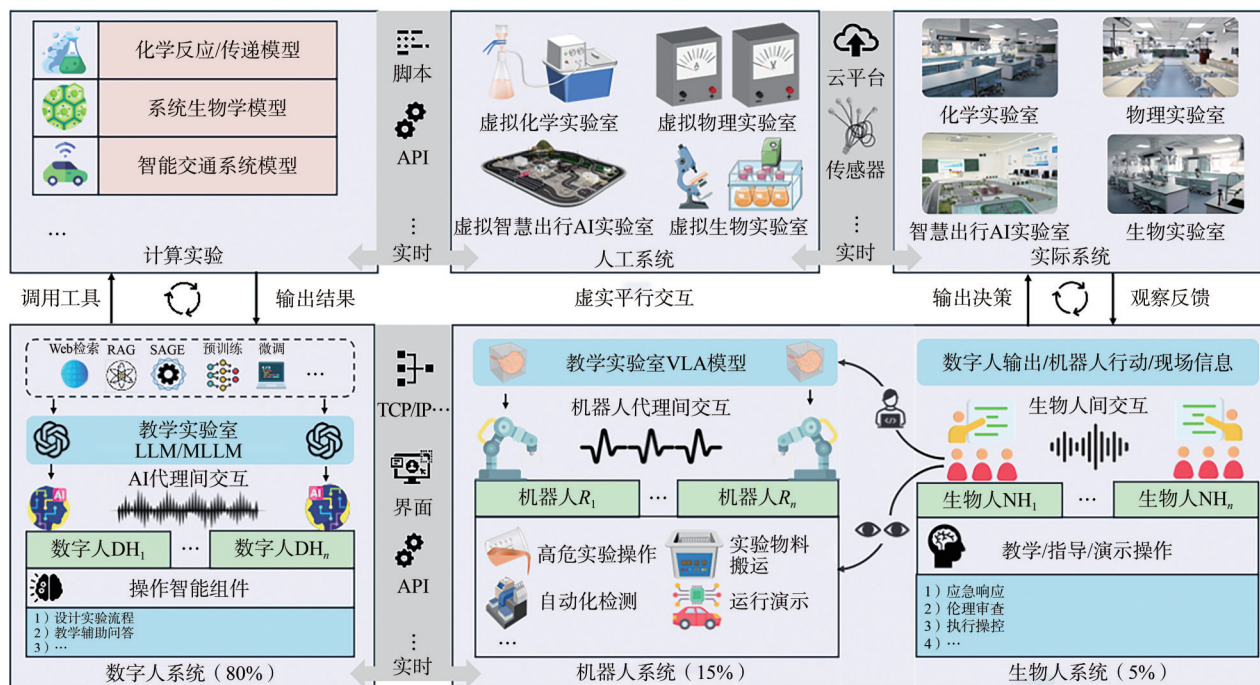 化学反应/传递模型
系统生物学模型
智能交通系统模型
…
计算实验
脚本
API
…
实时
虚拟化学实验室
虚拟物理实验室
虚拟智慧出行AI实验室
虚拟生物实验室
人工系统
云平台
传感器
…
实时
化学实验室
物理实验室
智慧出行AI实验室
生物实验室
实际系统
调用工具
输出结果
虚实平行交互
输出决策
观察反馈
Web检索
RAG
SAGE
预训练
微调
…
教学实验室
LLM/MLLM
AI代理间交互
AI
AI
数字人DH₁
…
数字人DHₙ
操作智能组件
1）设计实验流程
2）教学辅助问答
3）…
数字人系统（80%）
TCP/IP…
界面
API
…
实时
教学实验室VLA模型
机器人代理间交互
机器人R₁
…
机器人Rₙ
高危实验操作
实验物料
搬运
自动化检测
运行演示
…
机器人系统（15%）
数字人输出/机器人行动/现场信息
生物人间交互
生物人NH₁
…
生物人NHₙ
教学/指导/演示操作
1）应急响应
2）伦理审查
3）执行操控
4）…
生物人系统（5%）